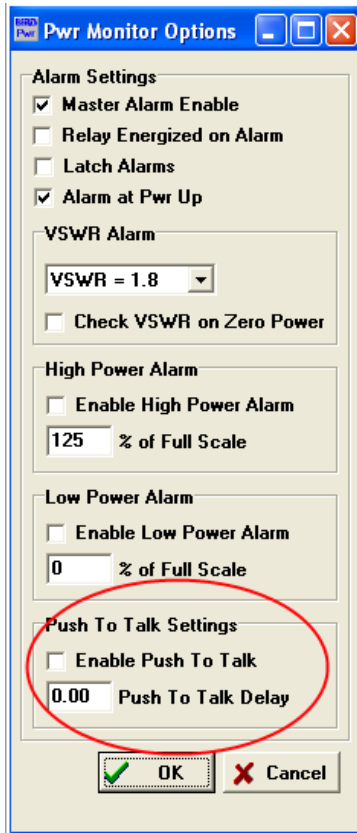 BIRD
Pwr
Pwr Monitor Options
Alarm Settings
Master Alarm Enable
Relay Energized on Alarm
Latch Alarms
Alarm at Pwr Up
VSWR Alarm
VSWR = 1.8
Check VSWR on Zero Power
High Power Alarm
Enable High Power Alarm
125 % of Full Scale
Low Power Alarm
Enable Low Power Alarm
0 % of Full Scale
Push To Talk Settings
Enable Push To Talk
0.00 Push To Talk Delay
OK Cancel